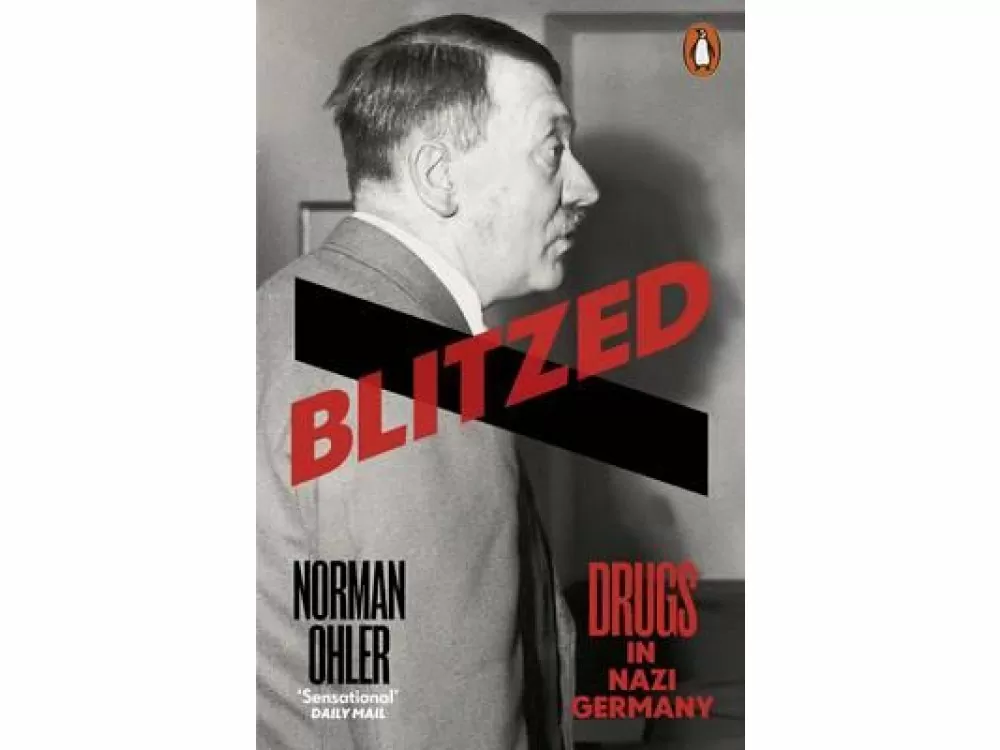 BLITZED
NORMAN
OHLER
'Sensational'
DAILY MAIL
DRUGS
IN
NAZI
GERMANY